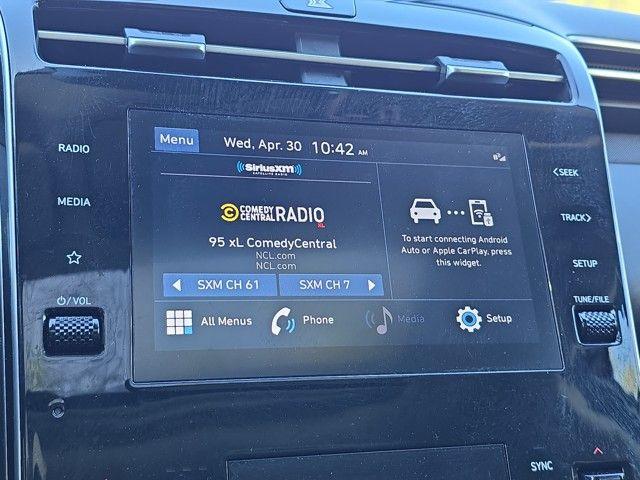 RADIO
MEDIA
⏻/VOL
Menu
Wed, Apr. 30 10:42 AM
((SiriusXM))
SATELLITE RADIO
COMEDY
CENTRAL RADIO
XL
95 xL ComedyCentral
NCL.com
NCL.com
SXM CH 61
SXM CH 7
To start connecting Android
Auto or Apple CarPlay, press
this widget.
All Menus
Phone
Media
Setup
<SEEK
TRACK>
SETUP
TUNE/FILE
SYNC